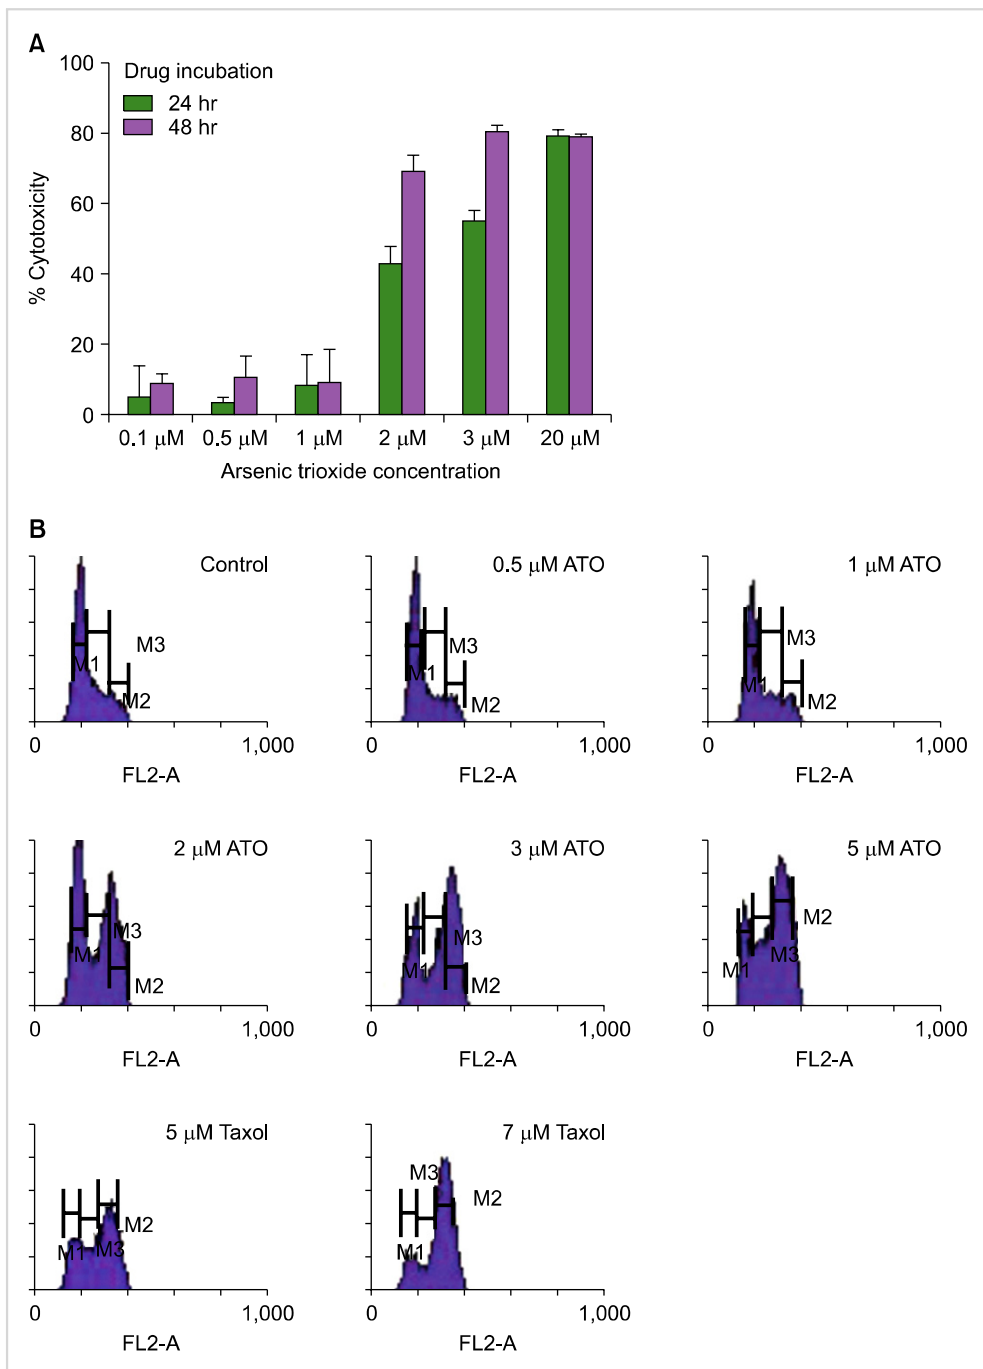 A
100
80
60
40
20
0
% Cytotoxicity
Drug incubation
24 hr
48 hr
0.1 μM 0.5 μM 1 μM 2 μM 3 μM 20 μM
Arsenic trioxide concentration
B
Control 0.5 μM ATO 1 μM ATO
M3 M3 M3
M1 M1 M1
M2 M2 M2
0 1,000 0 1,000 0 1,000
FL2-A FL2-A FL2-A
2 μM ATO 3 μM ATO 5 μM ATO
M3 M3 M2
M1 M1 M1 M3
M2 M2
0 1,000 0 1,000 0 1,000
FL2-A FL2-A FL2-A
5 μM Taxol 7 μM Taxol
M3
M2 M2
M1 M3 M1
0 1,000 0 1,000
FL2-A FL2-A